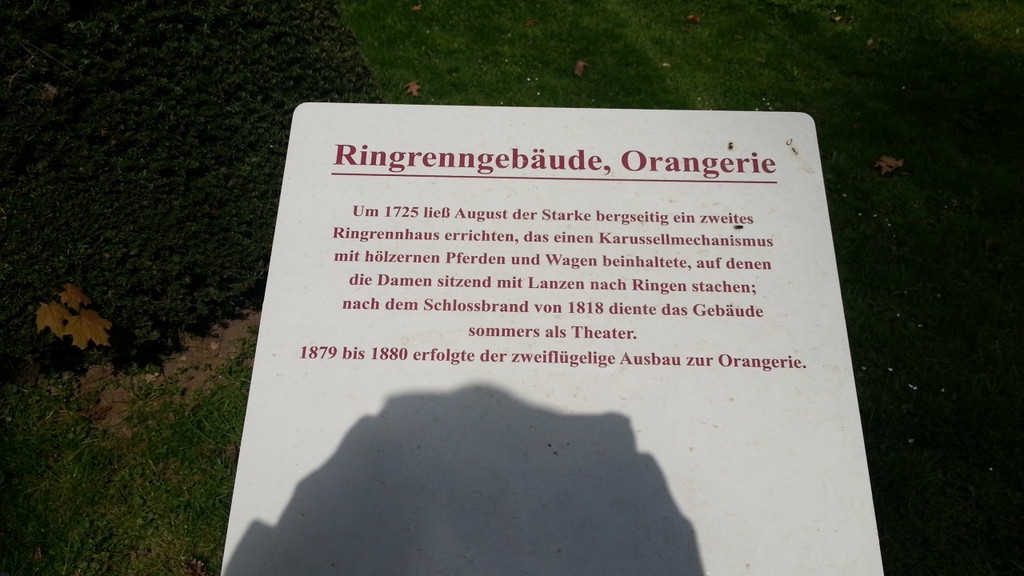 Ringrenngebäude, Orangerie
Um 1725 ließ August der Starke bergseitig ein zweites
Ringrennhaus errichten, das einen Karussellmechanismus
mit hölzernen Pferden und Wagen beinhaltete, auf denen
die Damen sitzend mit Lanzen nach Ringen stachen;
nach dem Schlossbrand von 1818 diente das Gebäude
sommers als Theater.
1879 bis 1880 erfolgte der zweiflügelige Ausbau zur Orangerie.